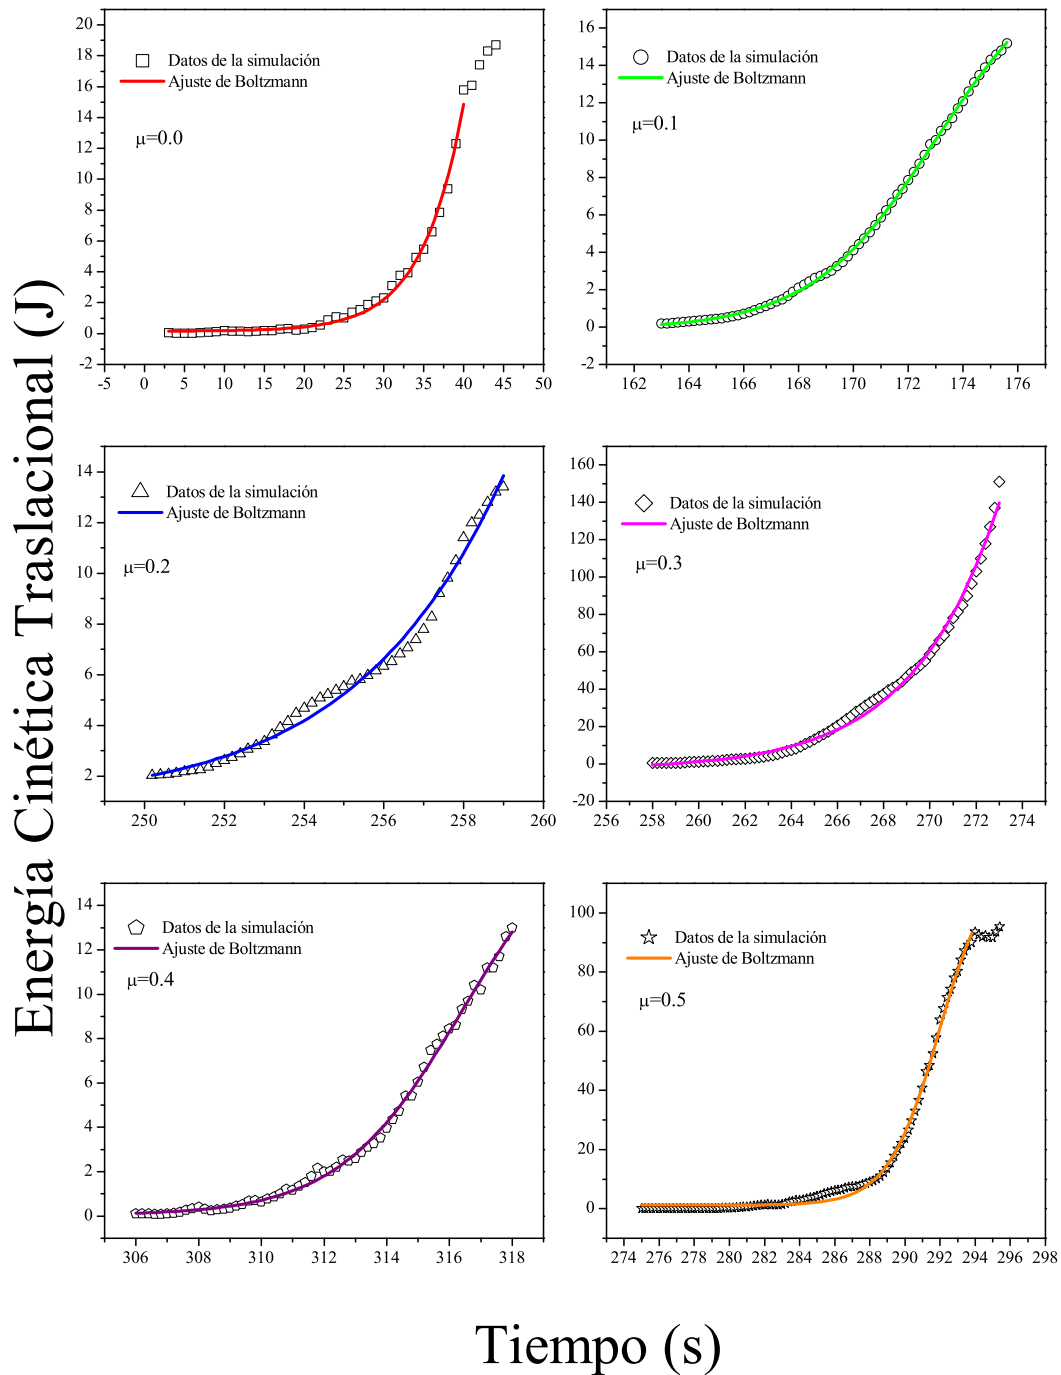 Energía Cinética Traslacional (J)
20
18
16
14
12
10
8
6
4
2
0
-2
Datos de la simulación
Ajuste de Boltzmann
μ=0.0
-5 0 5 10 15 20 25 30 35 40 45 50
16
14
12
10
8
6
4
2
0
-2
Datos de la simulación
Ajuste de Boltzmann
μ=0.1
162 164 166 168 170 172 174 176
14
12
10
8
6
4
2
Datos de la simulación
Ajuste de Boltzmann
μ=0.2
250 252 254 256 258 260
160
140
120
100
80
60
40
20
0
-20
Datos de la simulación
Ajuste de Boltzmann
μ=0.3
256 258 260 262 264 266 268 270 272 274
14
12
10
8
6
4
2
0
Datos de la simulación
Ajuste de Boltzmann
μ=0.4
306 308 310 312 314 316 318
100
80
60
40
20
0
Datos de la simulación
Ajuste de Boltzmann
μ=0.5
274 276 278 280 282 284 286 288 290 292 294 296 298
Tiempo (s)